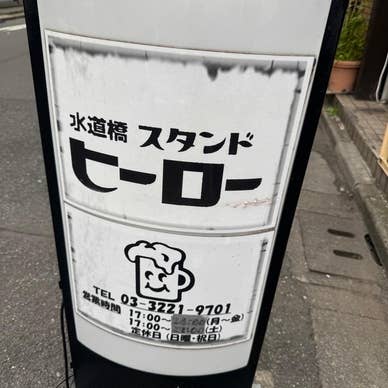 水道橋 スタンド
ヒーロー
TEL 03-3221-9701
営業時間
17:00～ (月～金)
17:00～ (土)
定休日 (日曜・祝日)